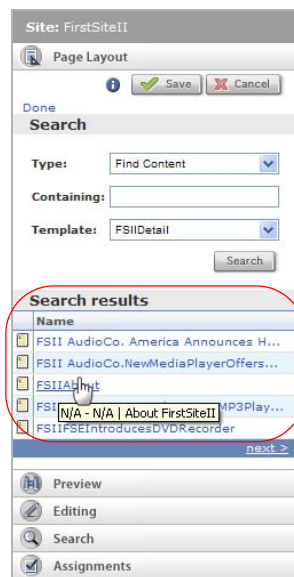 Site: FirstSiteII
Page Layout
Save Cancel
Done
Search
Type: Find Content
Containing:
Template: FSIIDetail
Search
Search results
Name
FSII AudioCo. America Announces H...
FSII AudioCo.NewMediaPlayerOffers...
FSIIAbout
MP3Play...
N/A - N/A | About FirstSiteII
FSIIFSEIntroducesDVDRecorder
next >
Preview
Editing
Search
Assignments